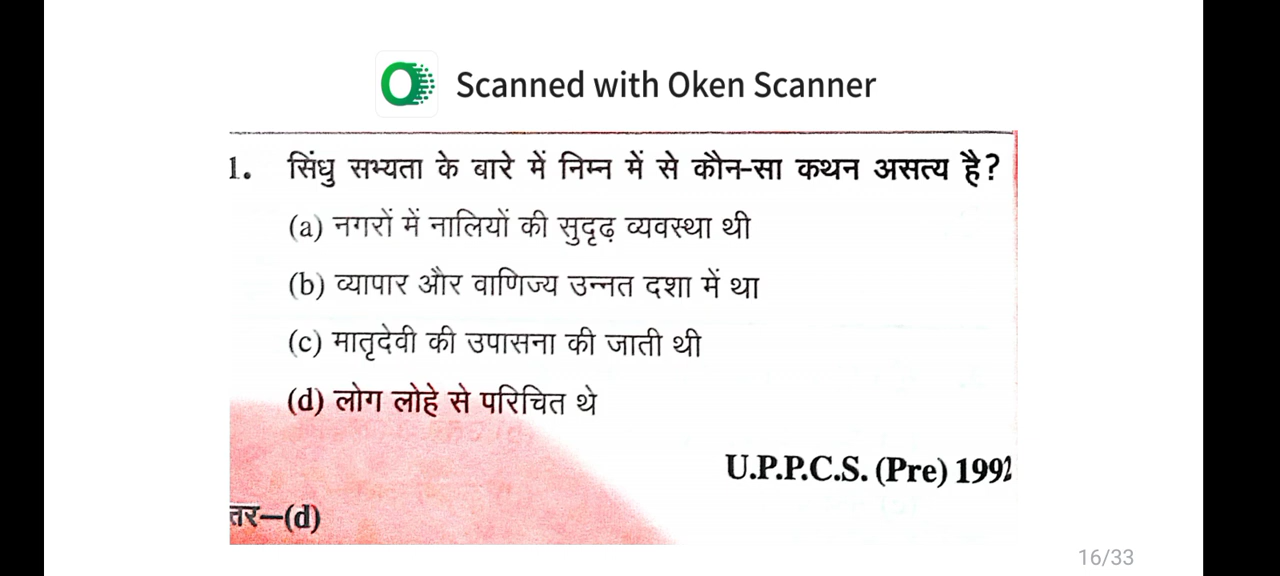 Scanned with Oken Scanner
1. सिंधु सभ्यता के बारे में निम्न में से कौन-सा कथन असत्य है?
(a) नगरों में नालियों की सुदृढ़ व्यवस्था थी
(b) व्यापार और वाणिज्य उन्नत दशा में था
(c) मातृदेवी की उपासना की जाती थी
(d) लोग लोहे से परिचित थे
U.P.P.C.S. (Pre) 1992
त्तर—(d)
16/33